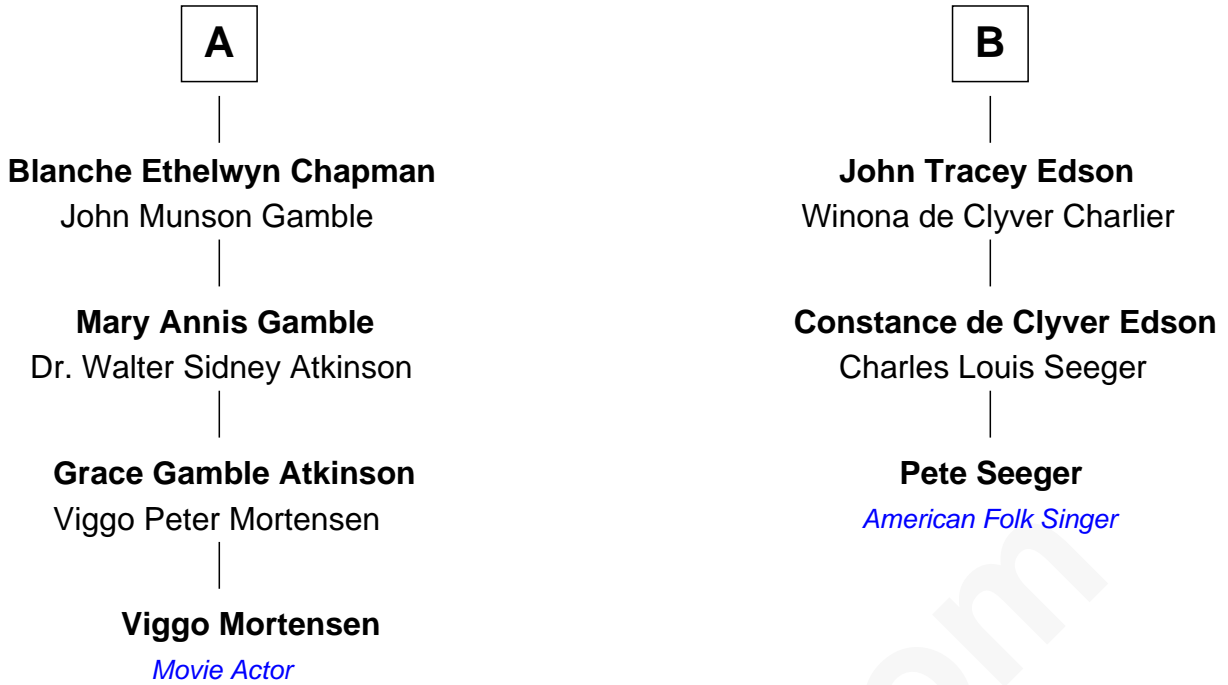 A
Blanche Ethelwyn Chapman
John Munson Gamble
Mary Annis Gamble
Dr. Walter Sidney Atkinson
Grace Gamble Atkinson
Viggo Peter Mortensen
Viggo Mortensen
Movie Actor
B
John Tracey Edson
Winona de Clyver Charlier
Constance de Clyver Edson
Charles Louis Seeger
Pete Seeger
American Folk Singer
om